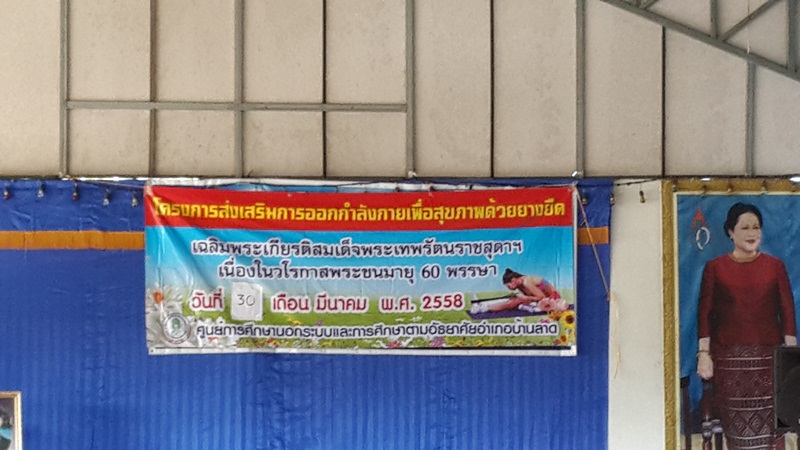 โครงการส่งเสริมการออกกำลังกายเพื่อสุขภาพด้วยยางยืด
เฉลิมพระเกียรติสมเด็จพระเทพรัตนราชสุดาฯ
เนื่องในวโรกาสพระชนมายุ 60 พรรษา
วันที่ 30 เดือน มีนาคม พ.ศ. 2558
ศูนย์การศึกษานอกระบบและการศึกษาตามอัธยาศัยอำเภอบ้านลาด